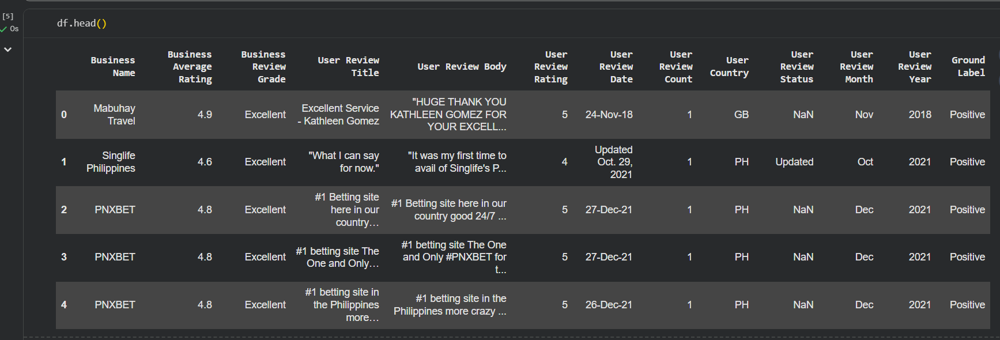 [5]
0s
df.head()
Business Name Business Average Rating Business Review Grade User Review Title User Review Body User Review Rating User Review Date User Review Count User Country User Review Status User Review Month User Review Year Ground Label
0 Mabuhay Travel 4.9 Excellent Excellent Service - Kathleen Gomez "HUGE THANK YOU KATHLEEN GOMEZ FOR YOUR EXCELL... 5 24-Nov-18 1 GB NaN Nov 2018 Positive
1 Singlife Philippines 4.6 Excellent "What I can say for now." "It was my first time to avail of Singlife's P... 4 Updated Oct. 29, 2021 1 PH Updated Oct 2021 Positive
2 PNXBET 4.8 Excellent #1 Betting site here in our country… #1 Betting site here in our country good 24/7 ... 5 27-Dec-21 1 PH NaN Dec 2021 Positive
3 PNXBET 4.8 Excellent #1 betting site The One and Only… #1 betting site The One and Only #PNXBET for t... 5 27-Dec-21 1 PH NaN Dec 2021 Positive
4 PNXBET 4.8 Excellent #1 betting site in the Philippines more… #1 betting site in the Philippines more crazy ... 5 26-Dec-21 1 PH NaN Dec 2021 Positive